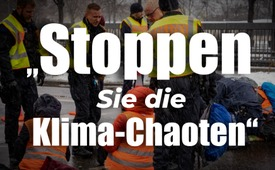 „Stoppen
Sie die
Klima-Chaoten“